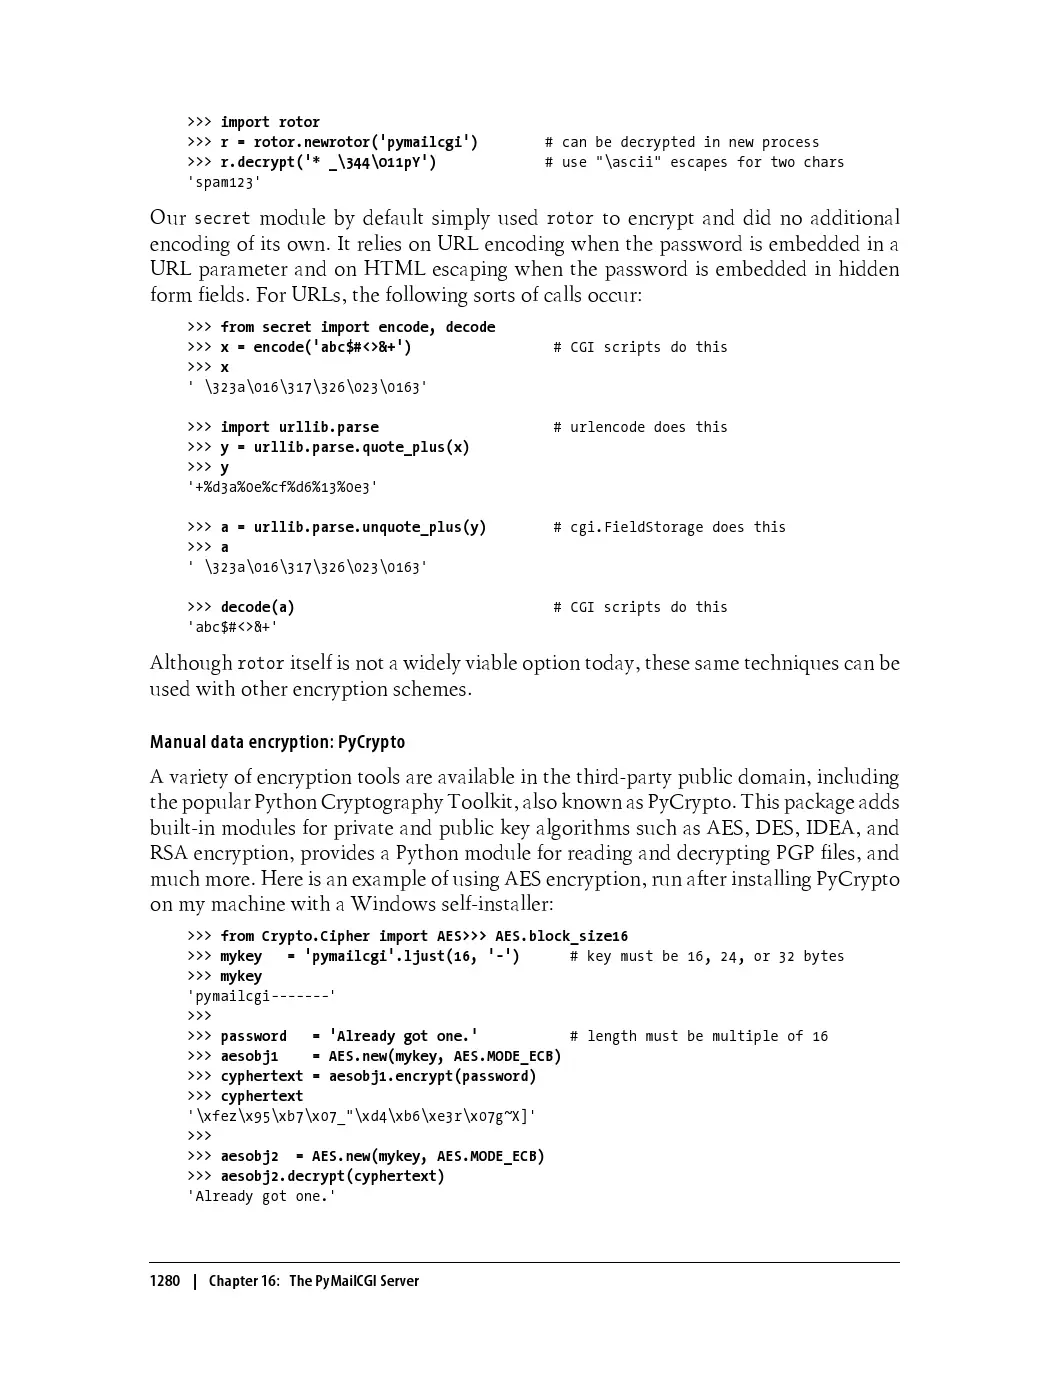 >>> import rotor
>>> r = rotor.newrotor('pymailcgi')        # can be decrypted in new process
>>> r.decrypt('* _\344\011pY')             # use "\ascii" escapes for two chars
'spam123'
Our secret module by default simply used rotor to encrypt and did no additional
encoding of its own. It relies on URL encoding when the password is embedded in a
URL parameter and on HTML escaping when the password is embedded in hidden
form fields. For URLs, the following sorts of calls occur:
>>> from secret import encode, decode
>>> x = encode('abc$#<>&+')                 # CGI scripts do this
>>> x
' \323a\016\317\326\023\0163'
>>> import urllib.parse                     # urlencode does this
>>> y = urllib.parse.quote_plus(x)
>>> y
'+%d3a%0e%cf%d6%13%0e3'
>>> a = urllib.parse.unquote_plus(y)        # cgi.FieldStorage does this
>>> a
' \323a\016\317\326\023\0163'
>>> decode(a)                               # CGI scripts do this
'abc$#<>&+'
Although rotor itself is not a widely viable option today, these same techniques can be
used with other encryption schemes.
Manual data encryption: PyCrypto
A variety of encryption tools are available in the third-party public domain, including
the popular Python Cryptography Toolkit, also known as PyCrypto. This package adds
built-in modules for private and public key algorithms such as AES, DES, IDEA, and
RSA encryption, provides a Python module for reading and decrypting PGP files, and
much more. Here is an example of using AES encryption, run after installing PyCrypto
on my machine with a Windows self-installer:
>>> from Crypto.Cipher import AES>>> AES.block_size16
>>> mykey   = 'pymailcgi'.ljust(16, '-')      # key must be 16, 24, or 32 bytes
>>> mykey
'pymailcgi-------'
>>>
>>> password   = 'Already got one.'           # length must be multiple of 16
>>> aesobj1    = AES.new(mykey, AES.MODE_ECB)
>>> cyphertext = aesobj1.encrypt(password)
>>> cyphertext
'\xfez\x95\xb7\x07_"\xd4\xb6\xe3r\x07g~X]'
>>>
>>> aesobj2  = AES.new(mykey, AES.MODE_ECB)
>>> aesobj2.decrypt(cyphertext)
'Already got one.'
1280 | Chapter 16: The PyMailCGI Server